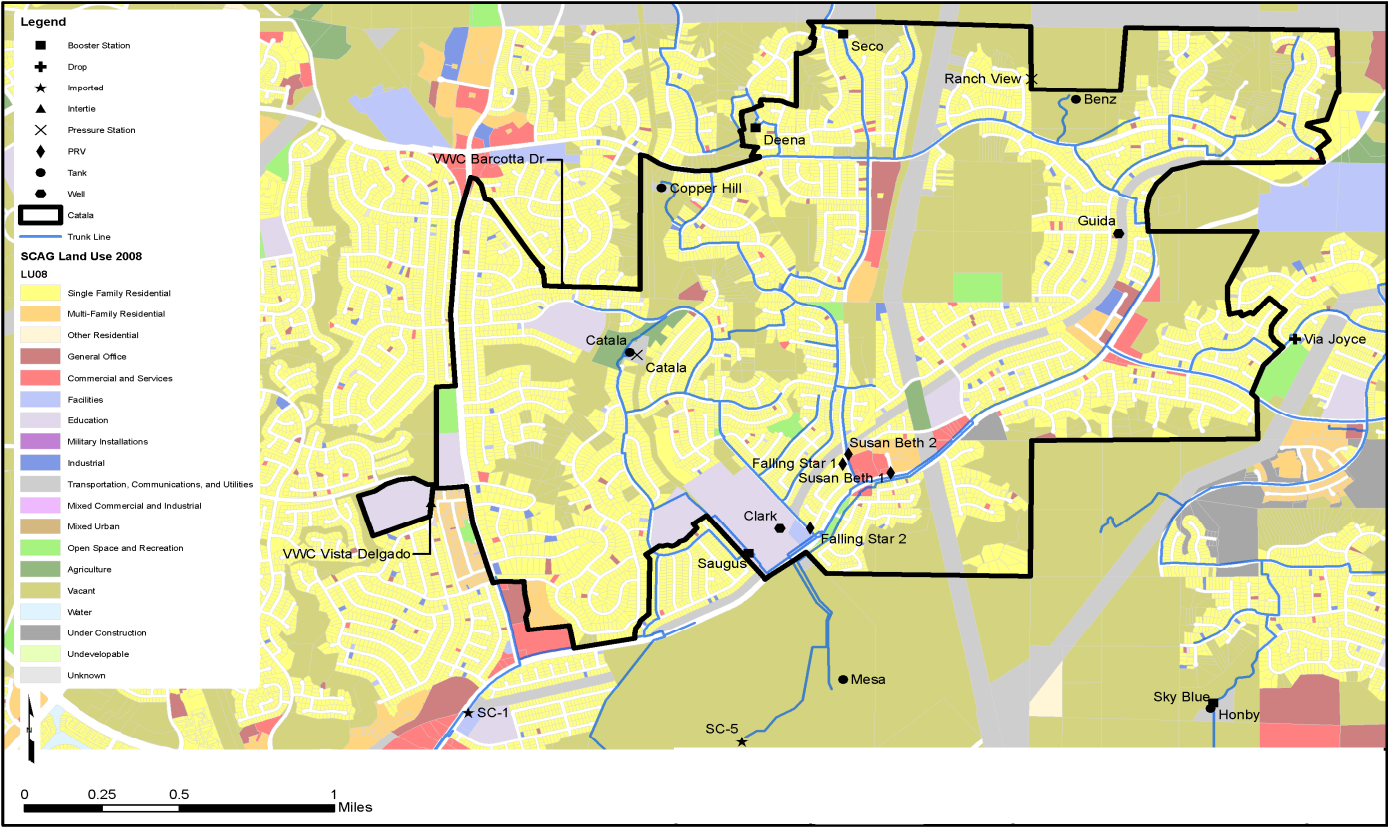 Legend
Booster Station
Drop
Imported
Intertie
Pressure Station
PRV
Tank
Well
Catala
Trunk Line
SCAG Land Use 2008
LU08
Single Family Residential
Multi-Family Residential
Other Residential
General Office
Commercial and Services
Facilities
Education
Military Installations
Industrial
Transportation, Communications, and Utilities
Mixed Commercial and Industrial
Mixed Urban
Open Space and Recreation
Agriculture
Vacant
Water
Under Construction
Undevelopable
Unknown
Seco
Ranch View
Benz
Deena
VWC Barcotta Dr
Copper Hill
Guida
Catala
Catala
Via Joyce
Susan Beth 2
Falling Star 1
Susan Beth 1
Clark
Falling Star 2
VWC Vista Delgado
Saugus
Mesa
Sky Blue
Honby
SC-1
SC-5
0 0.25 0.5 1
Miles